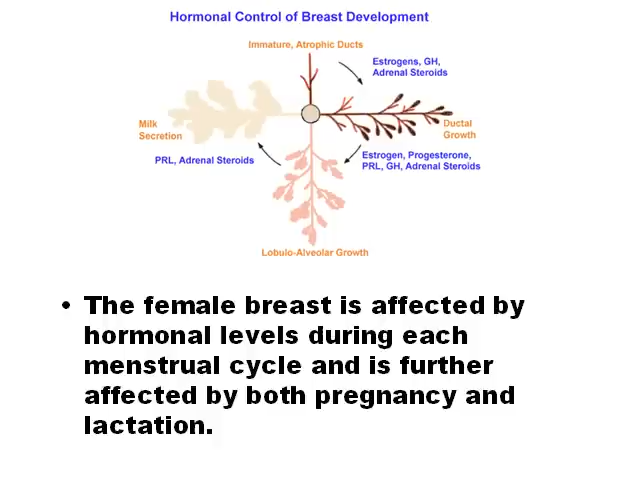 Hormonal Control of Breast Development
Immature, Atrophic Ducts
Estrogens, GH,
Adrenal Steroids
Milk
Secretion
Ductal
Growth
PRL, Adrenal Steroids
Estrogen, Progesterone,
PRL, GH, Adrenal Steroids
Lobulo-Alveolar Growth
• The female breast is affected by
hormonal levels during each
menstrual cycle and is further
affected by both pregnancy and
lactation.